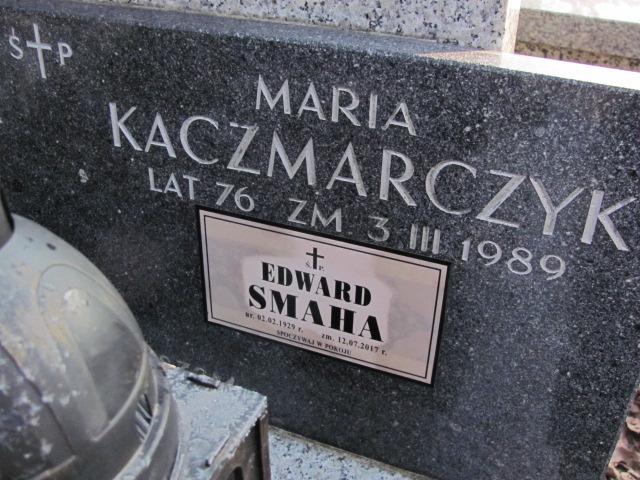 Ś P
MARIA
KACZMARCZYK
LAT 76 ZM. 3 III 1989
Ś. P.
EDWARD
SMAHA
ur. 02.02.1929 r. zm. 12.07.2017 r.
SPOCZYWAJ W POKOJU